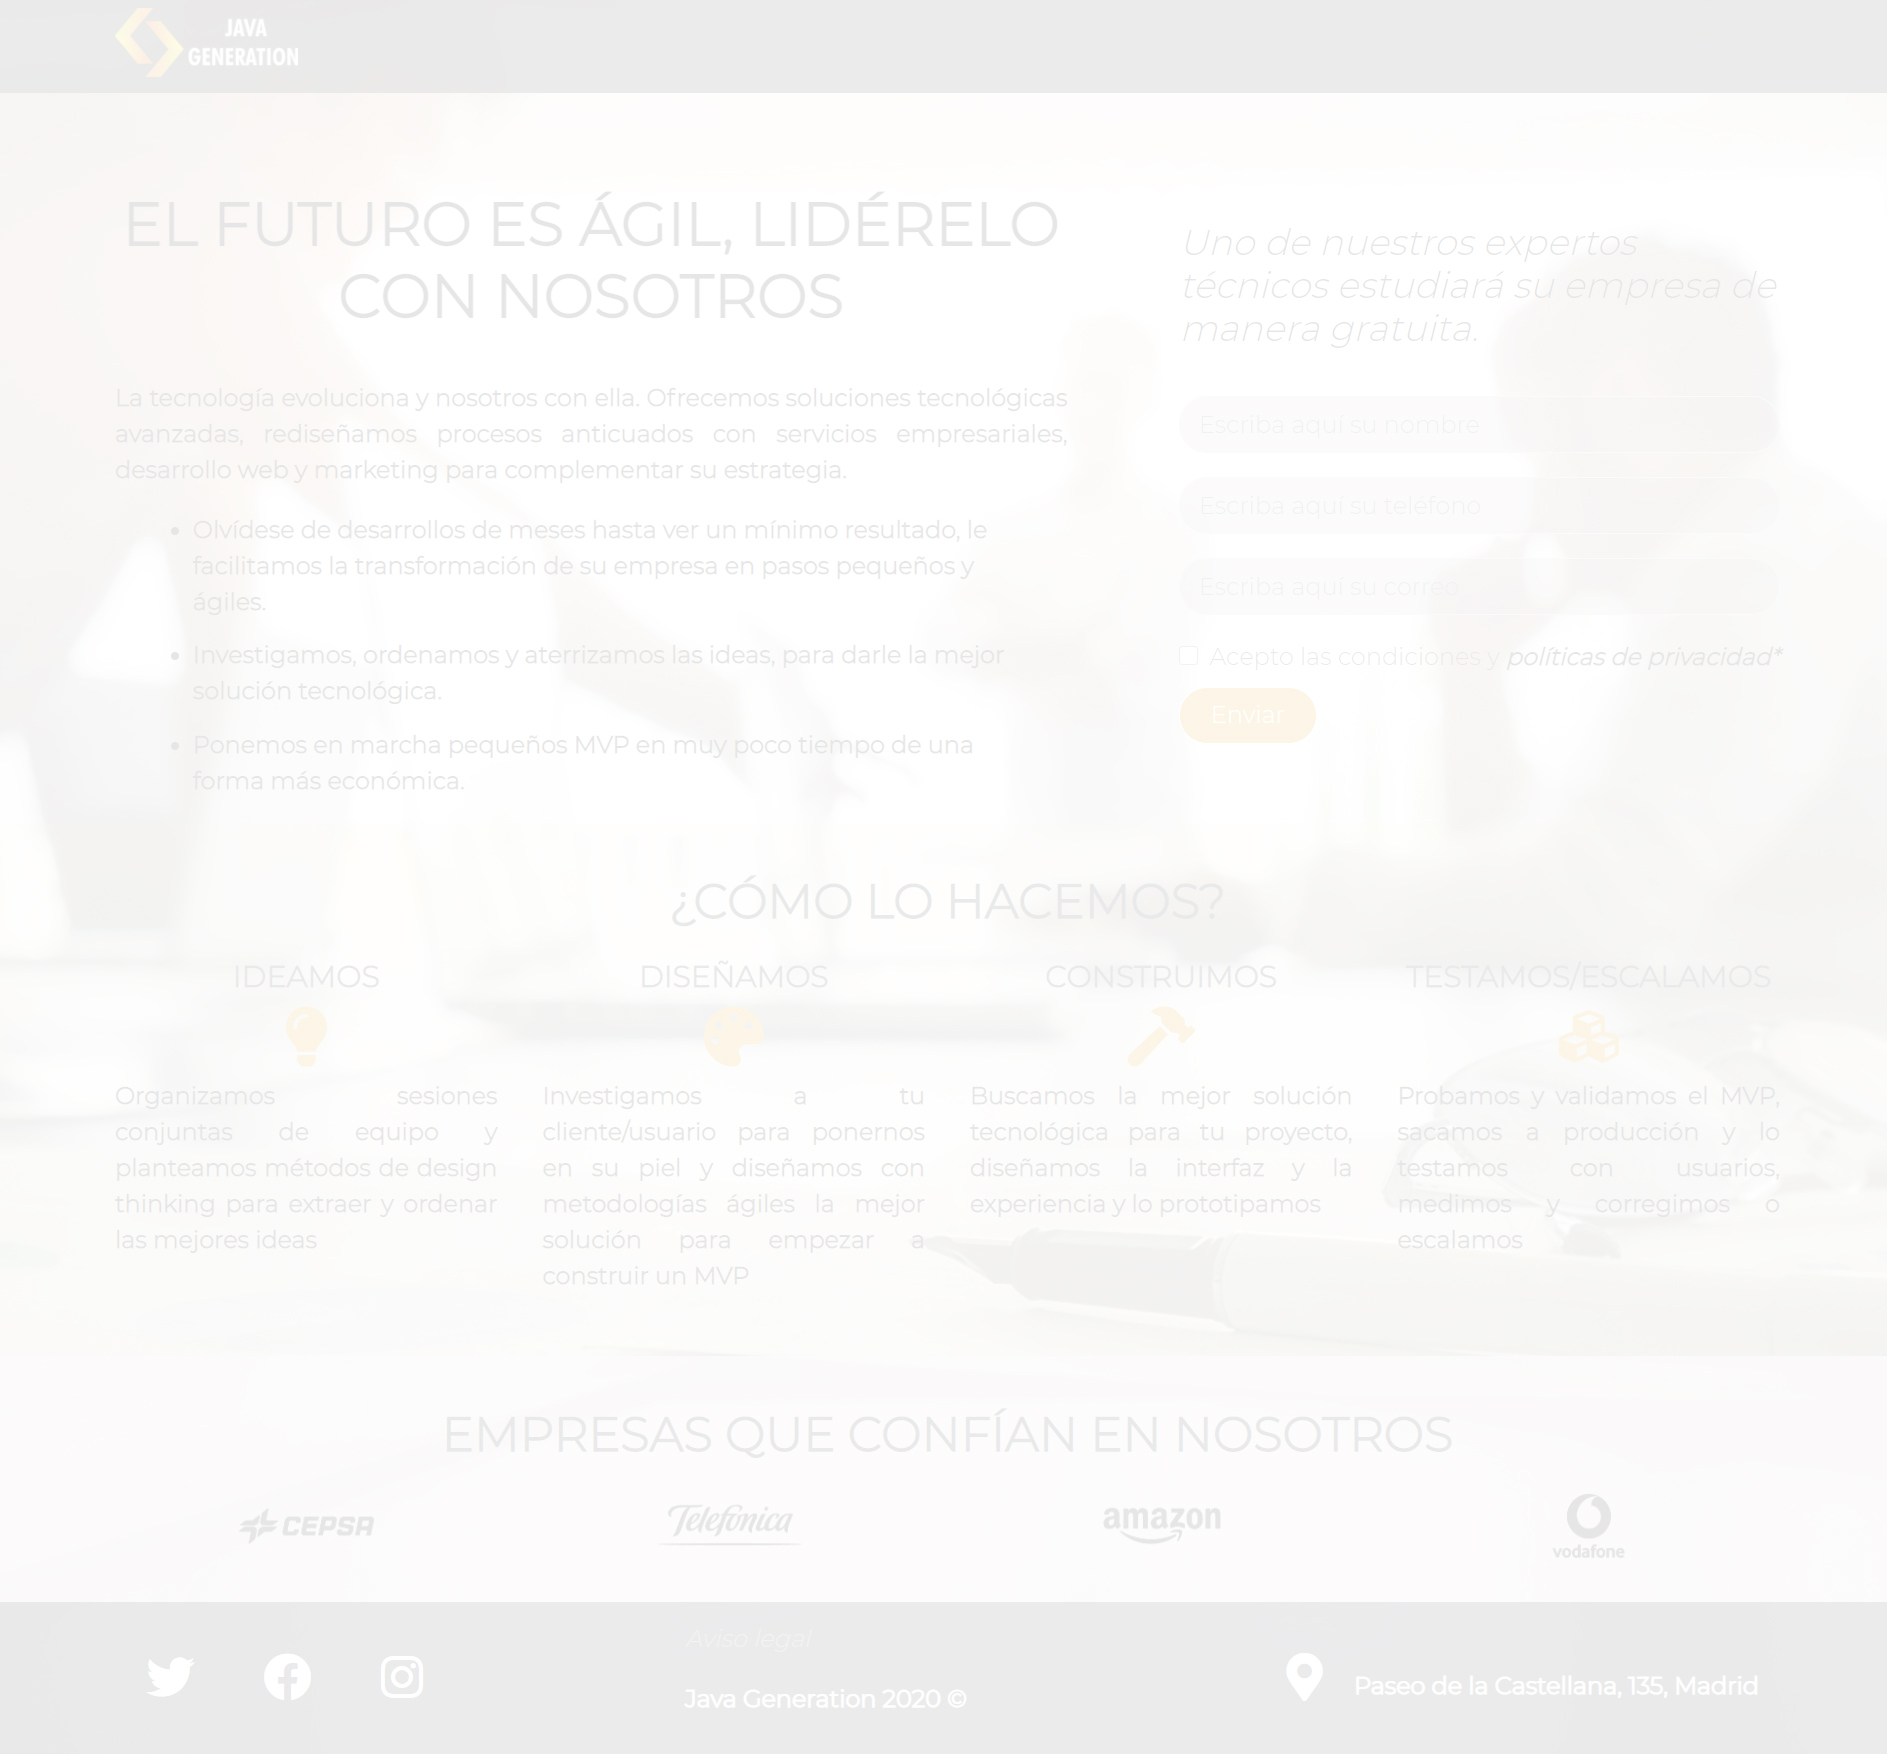 JAVA
GENERATION
EL FUTURO ES ÁGIL, LIDÉRELO
CON NOSOTROS
La tecnología evoluciona y nosotros con ella. Ofrecemos soluciones tecnológicas
avanzadas, rediseñamos procesos anticuados con servicios empresariales,
desarrollo web y marketing para complementar su estrategia.
• Olvídese de desarrollos de meses hasta ver un mínimo resultado, le
facilitamos la transformación de su empresa en pasos pequeños y
ágiles.
• Investigamos, ordenamos y aterrizamos las ideas, para darle la mejor
solución tecnológica.
• Ponemos en marcha pequeños MVP en muy poco tiempo de una
forma más económica.
Uno de nuestros expertos
técnicos estudiará su empresa de
manera gratuita.
Escriba aquí su nombre
Escriba aquí su teléfono
Escriba aquí su correo
Acepto las condiciones y políticas de privacidad*
Enviar
¿CÓMO LO HACEMOS?
IDEAMOS
Organizamos sesiones
conjuntas de equipo y
planteamos métodos de design
thinking para extraer y ordenar
las mejores ideas
DISEÑAMOS
Investigamos a tu
cliente/usuario para ponernos
en su piel y diseñamos con
metodologías ágiles la mejor
solución para empezar a
construir un MVP
CONSTRUIMOS
Buscamos la mejor solución
tecnológica para tu proyecto,
diseñamos la interfaz y la
experiencia y lo prototipamos
TESTAMOS/ESCALAMOS
Probamos y validamos el MVP,
sacamos a producción y lo
testamos con usuarios,
medimos y corregimos o
escalamos
EMPRESAS QUE CONFÍAN EN NOSOTROS
CEPSA
Telefónica
amazon
vodafone
Aviso legal
Java Generation 2020 ©
Paseo de la Castellana, 135, Madrid